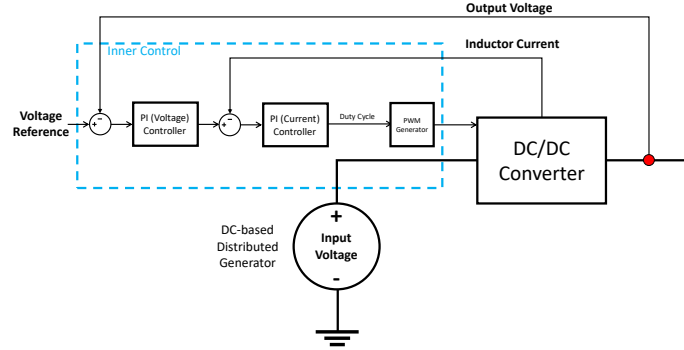 Output Voltage
Inductor Current
Inner Control
Voltage
Reference
+
-
PI (Voltage)
Controller
+
-
PI (Current)
Controller
Duty Cycle
PWM
Generator
DC/DC
Converter
DC-based
Distributed
Generator
+
Input
Voltage
-